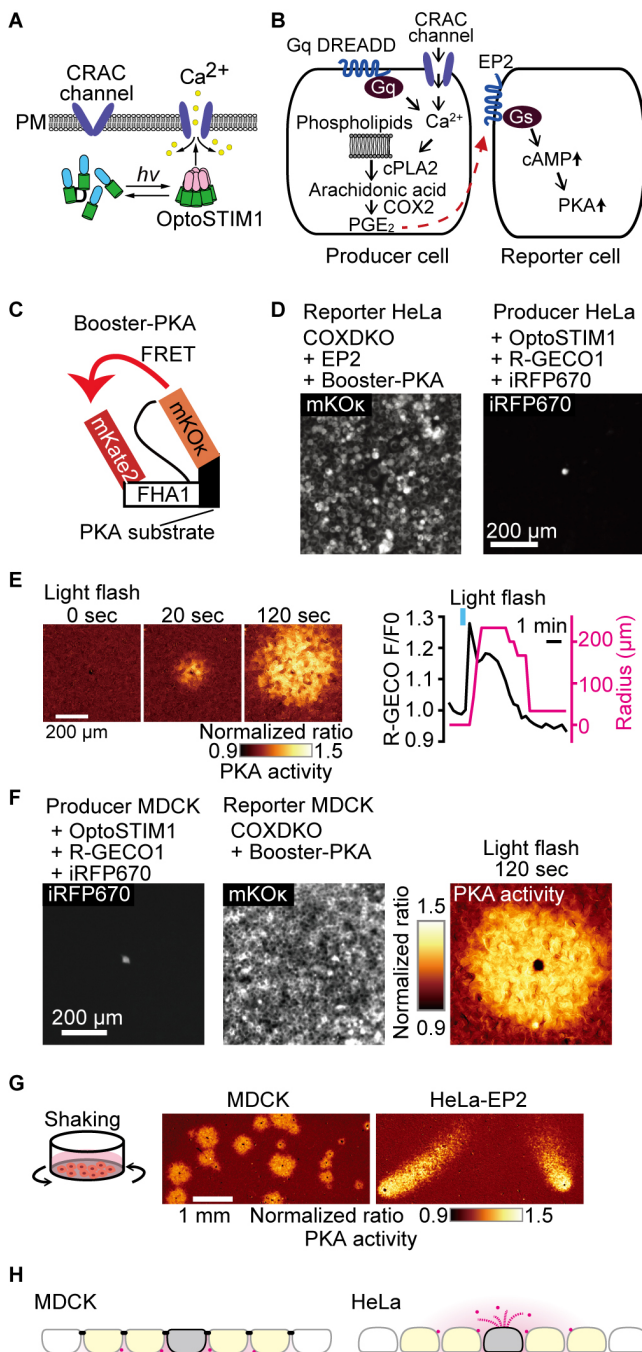 A
CRAC
channel
Ca2+
PM
hν
OptoSTIM1
B
Gq DREADD
CRAC
channel
Gq
Phospholipids
Ca2+
cPLA2
Arachidonic acid
COX2
PGE2
Producer cell
EP2
Gs
cAMP
PKA
Reporter cell
C
Booster-PKA
FRET
mKate2
mKOκ
FHA1
PKA substrate
D
Reporter HeLa
COXDKO
+ EP2
+ Booster-PKA
mKOκ
Producer HeLa
+ OptoSTIM1
+ R-GECO1
+ iRFP670
iRFP670
200 µm
E
Light flash
0 sec 20 sec 120 sec
200 µm
Normalized ratio
0.9 1.5
PKA activity
Light flash
1 min
R-GECO F/F0
1.3
1.2
1.1
1.0
0.9
Radius (µm)
200
100
0
F
Producer MDCK
+ OptoSTIM1
+ R-GECO1
+ iRFP670
iRFP670
200 µm
Reporter MDCK
COXDKO
+ Booster-PKA
mKOκ
Light flash
120 sec
PKA activity
Normalized ratio
1.5
0.9
G
Shaking
MDCK
HeLa-EP2
1 mm
Normalized ratio 0.9 1.5
PKA activity
H
MDCK
HeLa